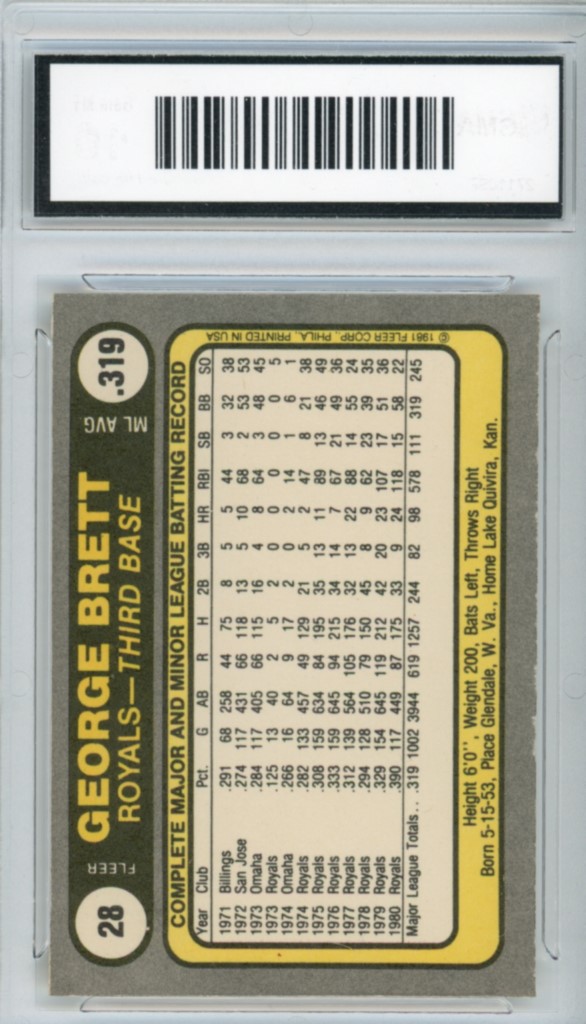 28
FLEER
GEORGE BRETT
ROYALS—THIRD BASE
ML AVG
.319
COMPLETE MAJOR AND MINOR LEAGUE BATTING RECORD
Year Club Pct. G AB R H 2B 3B HR RBI SB BB SO
1971 Billings .291 68 258 44 75 8 5 5 44 3 32 38
1972 San Jose .274 117 431 66 118 13 5 10 68 2 53 53
1973 Omaha .284 117 405 66 115 16 4 8 64 3 48 45
1973 Royals .125 13 40 2 5 2 0 0 0 0 0 5
1974 Omaha .266 16 64 9 17 2 0 2 14 1 6 1
1974 Royals .282 133 457 49 129 21 5 2 47 8 21 38
1975 Royals .308 159 634 84 195 35 13 11 89 13 46 49
1976 Royals .333 159 645 94 215 34 14 7 67 21 49 36
1977 Royals .312 139 564 105 176 32 13 22 88 14 55 24
1978 Royals .294 128 510 79 150 45 8 9 62 23 39 35
1979 Royals .329 154 645 119 212 42 20 23 107 17 51 36
1980 Royals .390 117 449 87 175 33 9 24 118 15 58 22
Major League Totals.. .319 1002 3944 619 1257 244 82 98 578 111 319 245
Height 6'0'', Weight 200, Bats Left, Throws Right
Born 5-15-53, Place Glendale, W. Va., Home Lake Quivira, Kan.
© 1981 FLEER CORP., PHILA., PRINTED IN USA